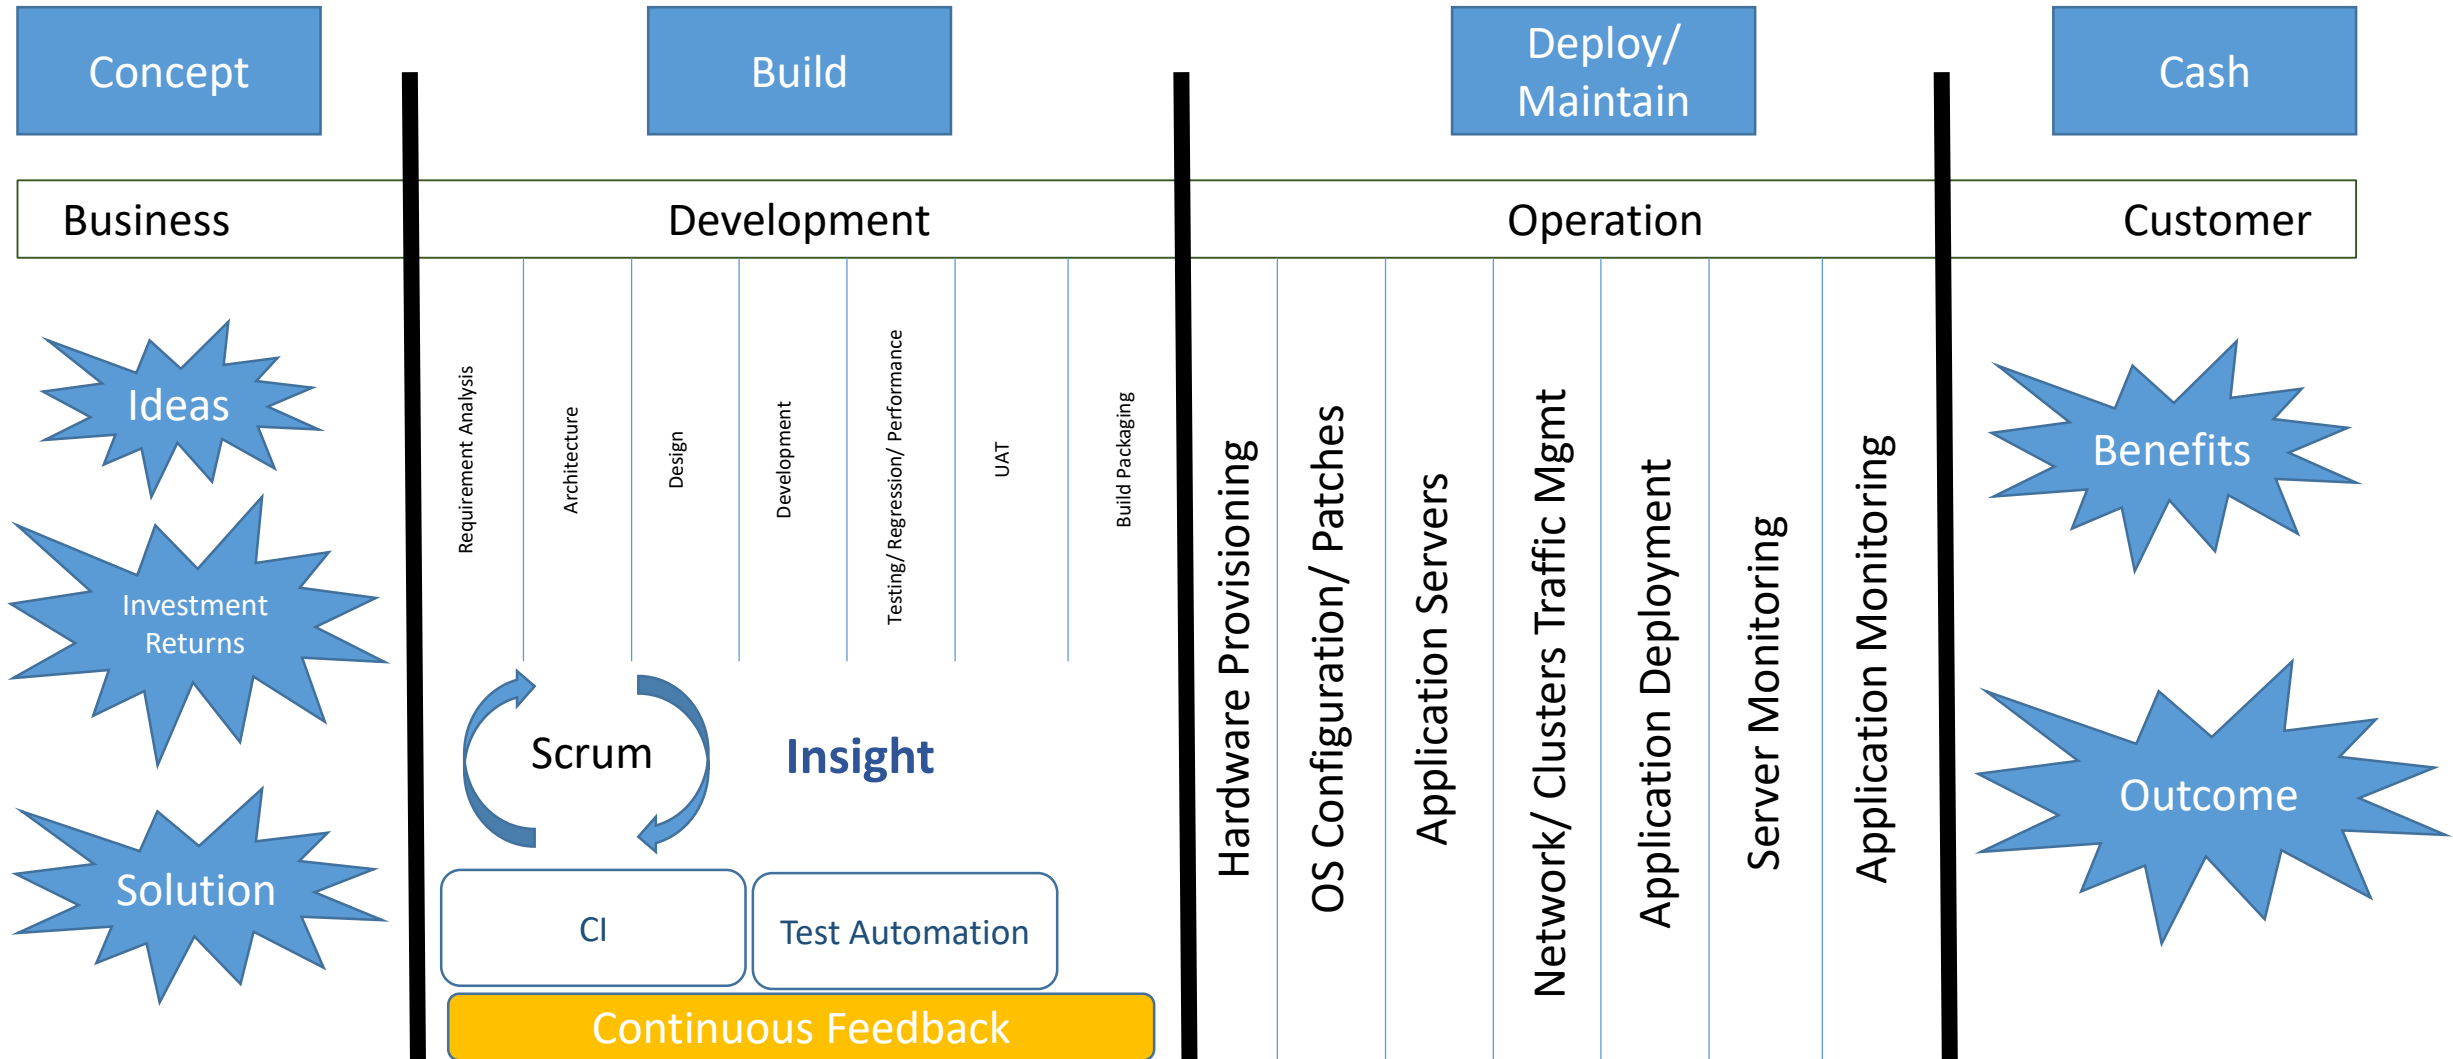 Concept
Build
Deploy/
Maintain
Cash
Business
Development
Operation
Customer
Ideas
Investment
Returns
Solution
Requirement Analysis
Architecture
Design
Development
Testing/ Regression/ Performance
UAT
Build Packaging
Scrum
Insight
CI
Test Automation
Continuous Feedback
Hardware Provisioning
OS Configuration/ Patches
Application Servers
Network/ Clusters Traffic Mgmt
Application Deployment
Server Monitoring
Application Monitoring
Benefits
Outcome